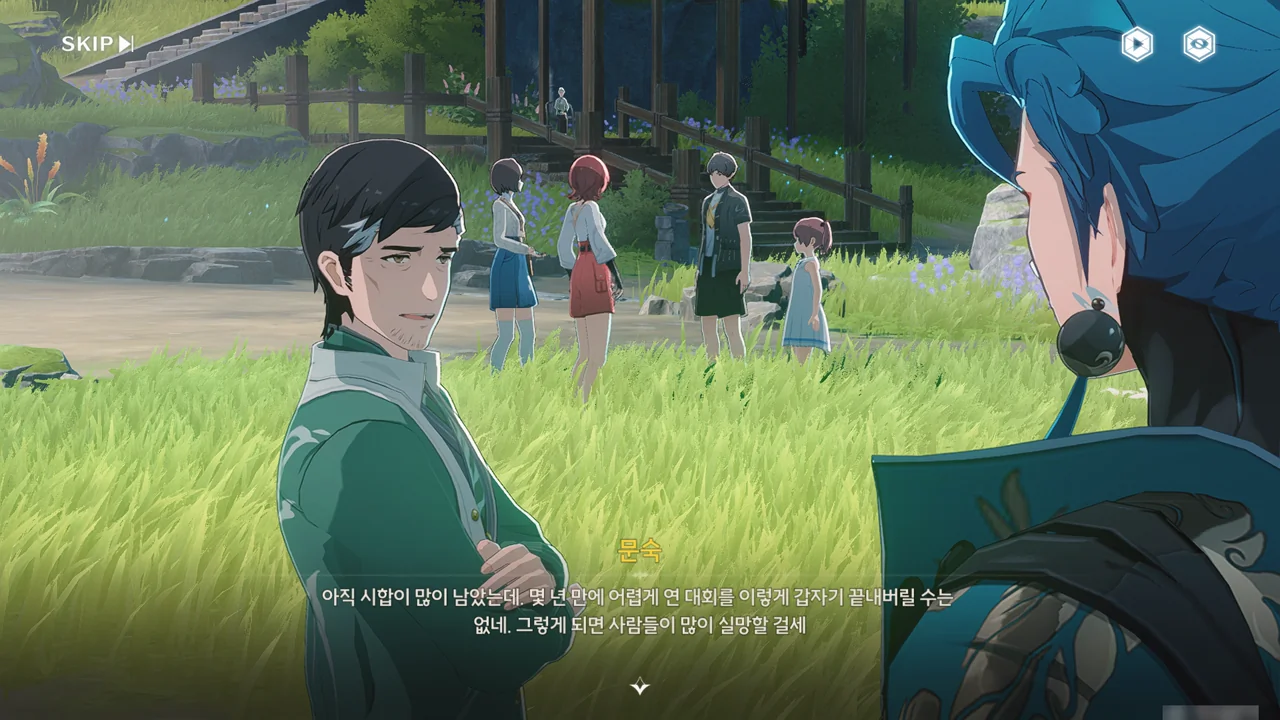 SKIP
문숙
아직 시합이 많이 남았는데. 몇 년 만에 어렵게 연 대회를 이렇게 갑자기 끝내버릴 수는
없네. 그렇게 되면 사람들이 많이 실망할 걸세